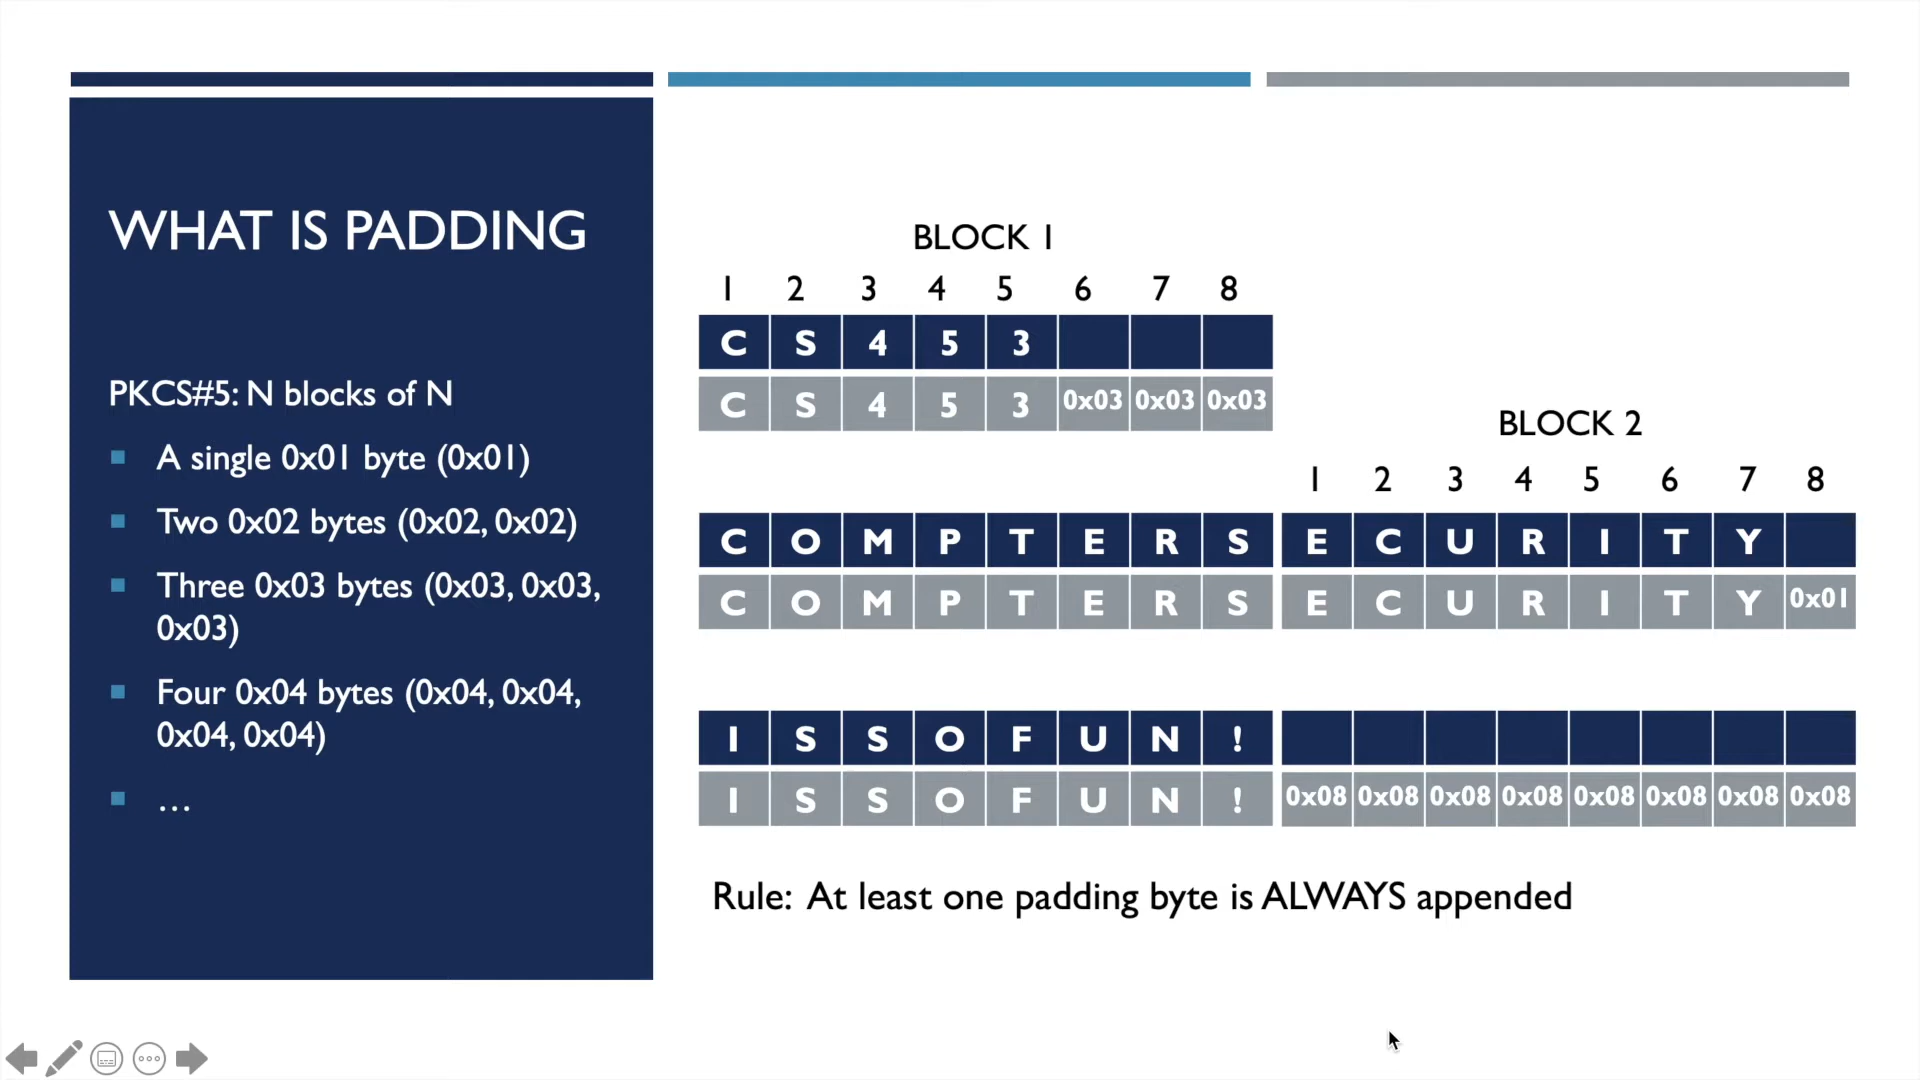 WHAT IS PADDING
PKCS#5: N blocks of N
A single 0x01 byte (0x01)
Two 0x02 bytes (0x02, 0x02)
Three 0x03 bytes (0x03, 0x03,
0x03)
Four 0x04 bytes (0x04, 0x04,
0x04, 0x04)
…
BLOCK 1
1 2 3 4 5 6 7 8
C S 4 5 3
C S 4 5 3 0x03 0x03 0x03
BLOCK 2
1 2 3 4 5 6 7 8
C O M P T E R S E C U R I T Y
C O M P T E R S E C U R I T Y 0x01
I S S O F U N !
I S S O F U N ! 0x08 0x08 0x08 0x08 0x08 0x08 0x08 0x08
Rule: At least one padding byte is ALWAYS appended